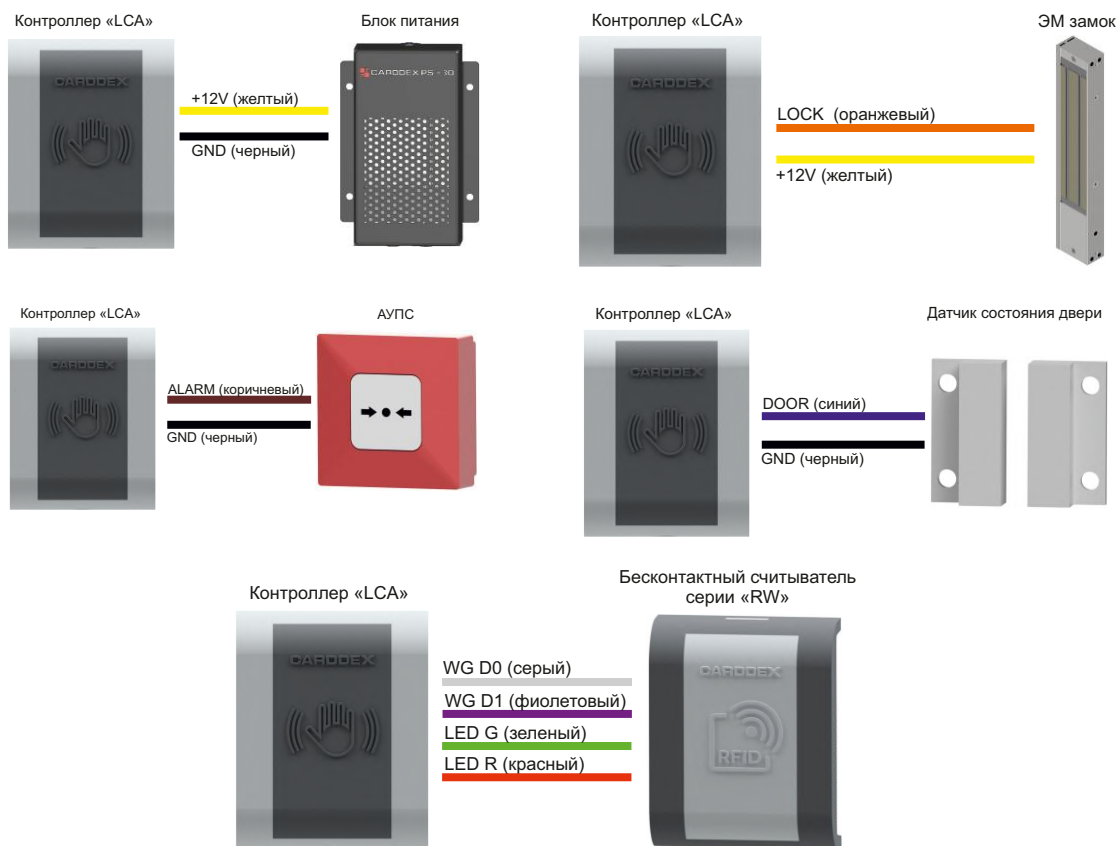 Контроллер «LCA»
Блок питания
CARDDEX
CARDDEX PS - 30
+12V (желтый)
GND (черный)
Контроллер «LCA»
ЭМ замок
CARDDEX
LOCK (оранжевый)
+12V (желтый)
Контроллер «LCA»
АУПС
CARDDEX
ALARM (коричневый)
GND (черный)
Контроллер «LCA»
Датчик состояния двери
CARDDEX
DOOR (синий)
GND (черный)
Контроллер «LCA»
Бесконтактный считыватель
серии «RW»
CARDDEX
CARDDEX
WG D0 (серый)
WG D1 (фиолетовый)
LED G (зеленый)
LED R (красный)
RFID